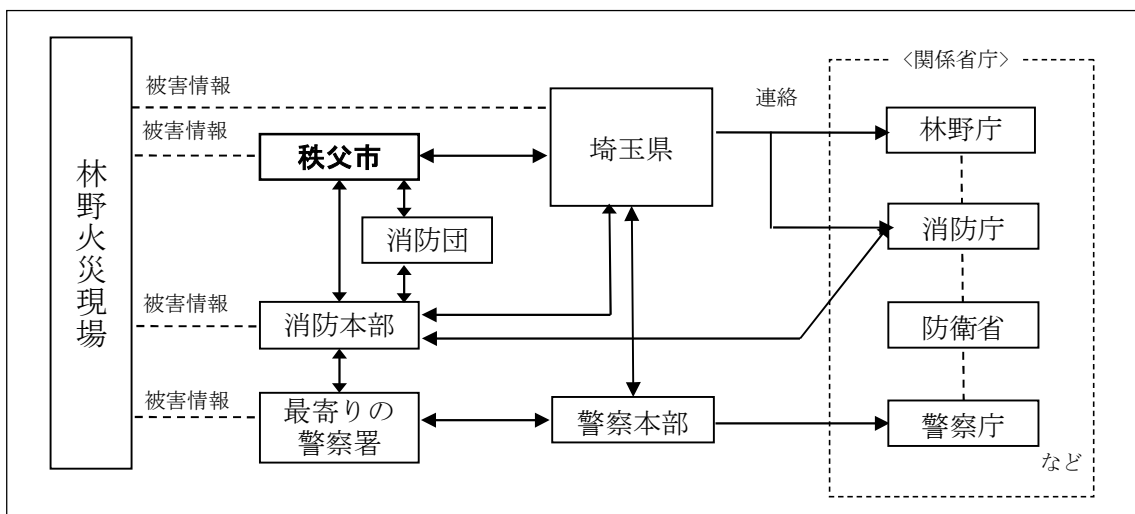 〈関係省庁〉
被害情報
連絡
林野庁
被害情報
秩父市
埼玉県
林野火災現場
消防団
消防庁
被害情報
消防本部
防衛省
被害情報
最寄りの
警察署
警察本部
警察庁
など